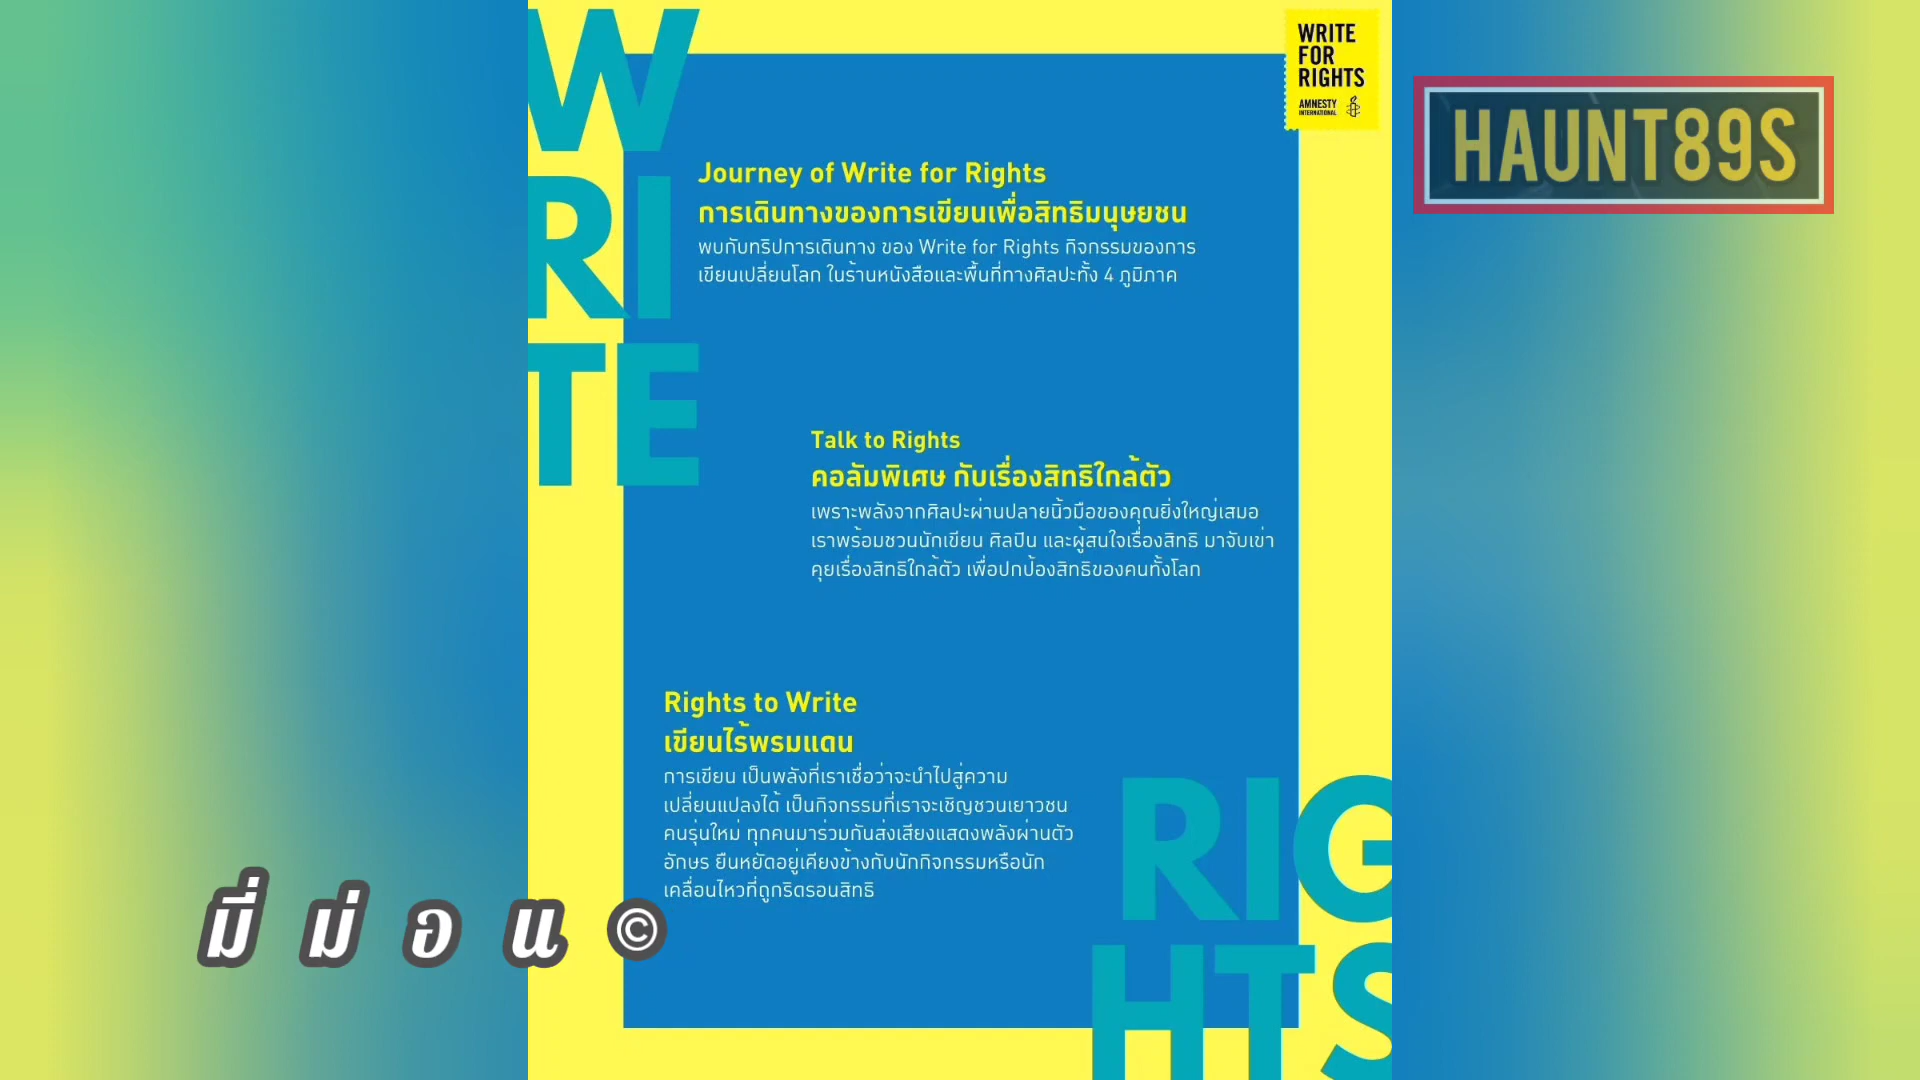 W
RI
TE
WRITE
FOR
RIGHTS
AMNESTY
INTERNATIONAL
HAUNT89S
Journey of Write for Rights
การเดินทางของการเขียนเพื่อสิทธิมนุษยชน
พบกับทริปการเดินทาง ของ Write for Rights กิจกรรมของการ
เขียนเปลี่ยนโลก ในร้านหนังสือและพื้นที่ทางศิลปะทั้ง 4 ภูมิภาค
Talk to Rights
คอลัมพิเศษ กับเรื่องสิทธิใกล้ตัว
เพราะพลังจากศิลปะผ่านปลายนิ้วมือของคุณยิ่งใหญ่เสมอ
เราพร้อมชวนนักเขียน ศิลปิน และผู้สนใจเรื่องสิทธิ มาจับเข่า
คุยเรื่องสิทธิใกล้ตัว เพื่อปกป้องสิทธิของคนทั้งโลก
Rights to Write
เขียนไร้พรมแดน
การเขียน เป็นพลังที่เราเชื่อว่าจะนำไปสู่ความ
เปลี่ยนแปลงได้ เป็นกิจกรรมที่เราจะเชิญชวนเยาวชน
คนรุ่นใหม่ ทุกคนมาร่วมกันส่งเสียงแสดงพลังผ่านตัว
อักษร ยืนหยัดอยู่เคียงข้างกับนักกิจกรรมหรือนัก
เคลื่อนไหวที่ถูกริดรอนสิทธิ
RIG
HTS
มี่ ม่ อ น ©